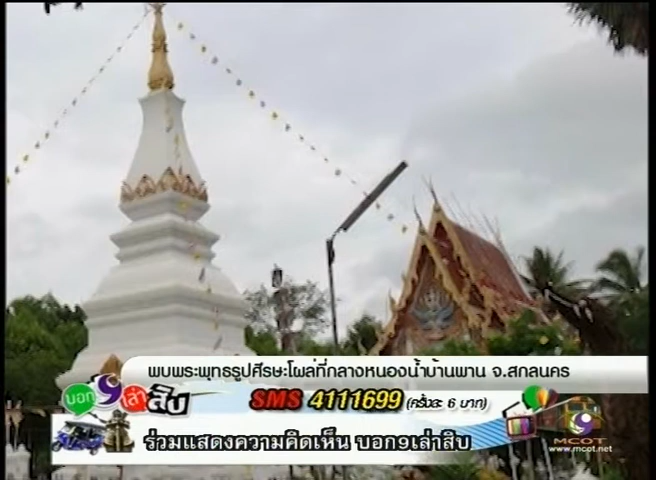 พบพระพุทธรูปศีรษะโผล่ที่กลางหนองน้ำบ้านพาน จ.สกลนคร
บอก 9 เล่าสิบ
SMS 4111699 (ครั้งละ 6 บาท)
ร่วมแสดงความคิดเห็น บอก9เล่าสิบ
MCOT
www.mcot.net